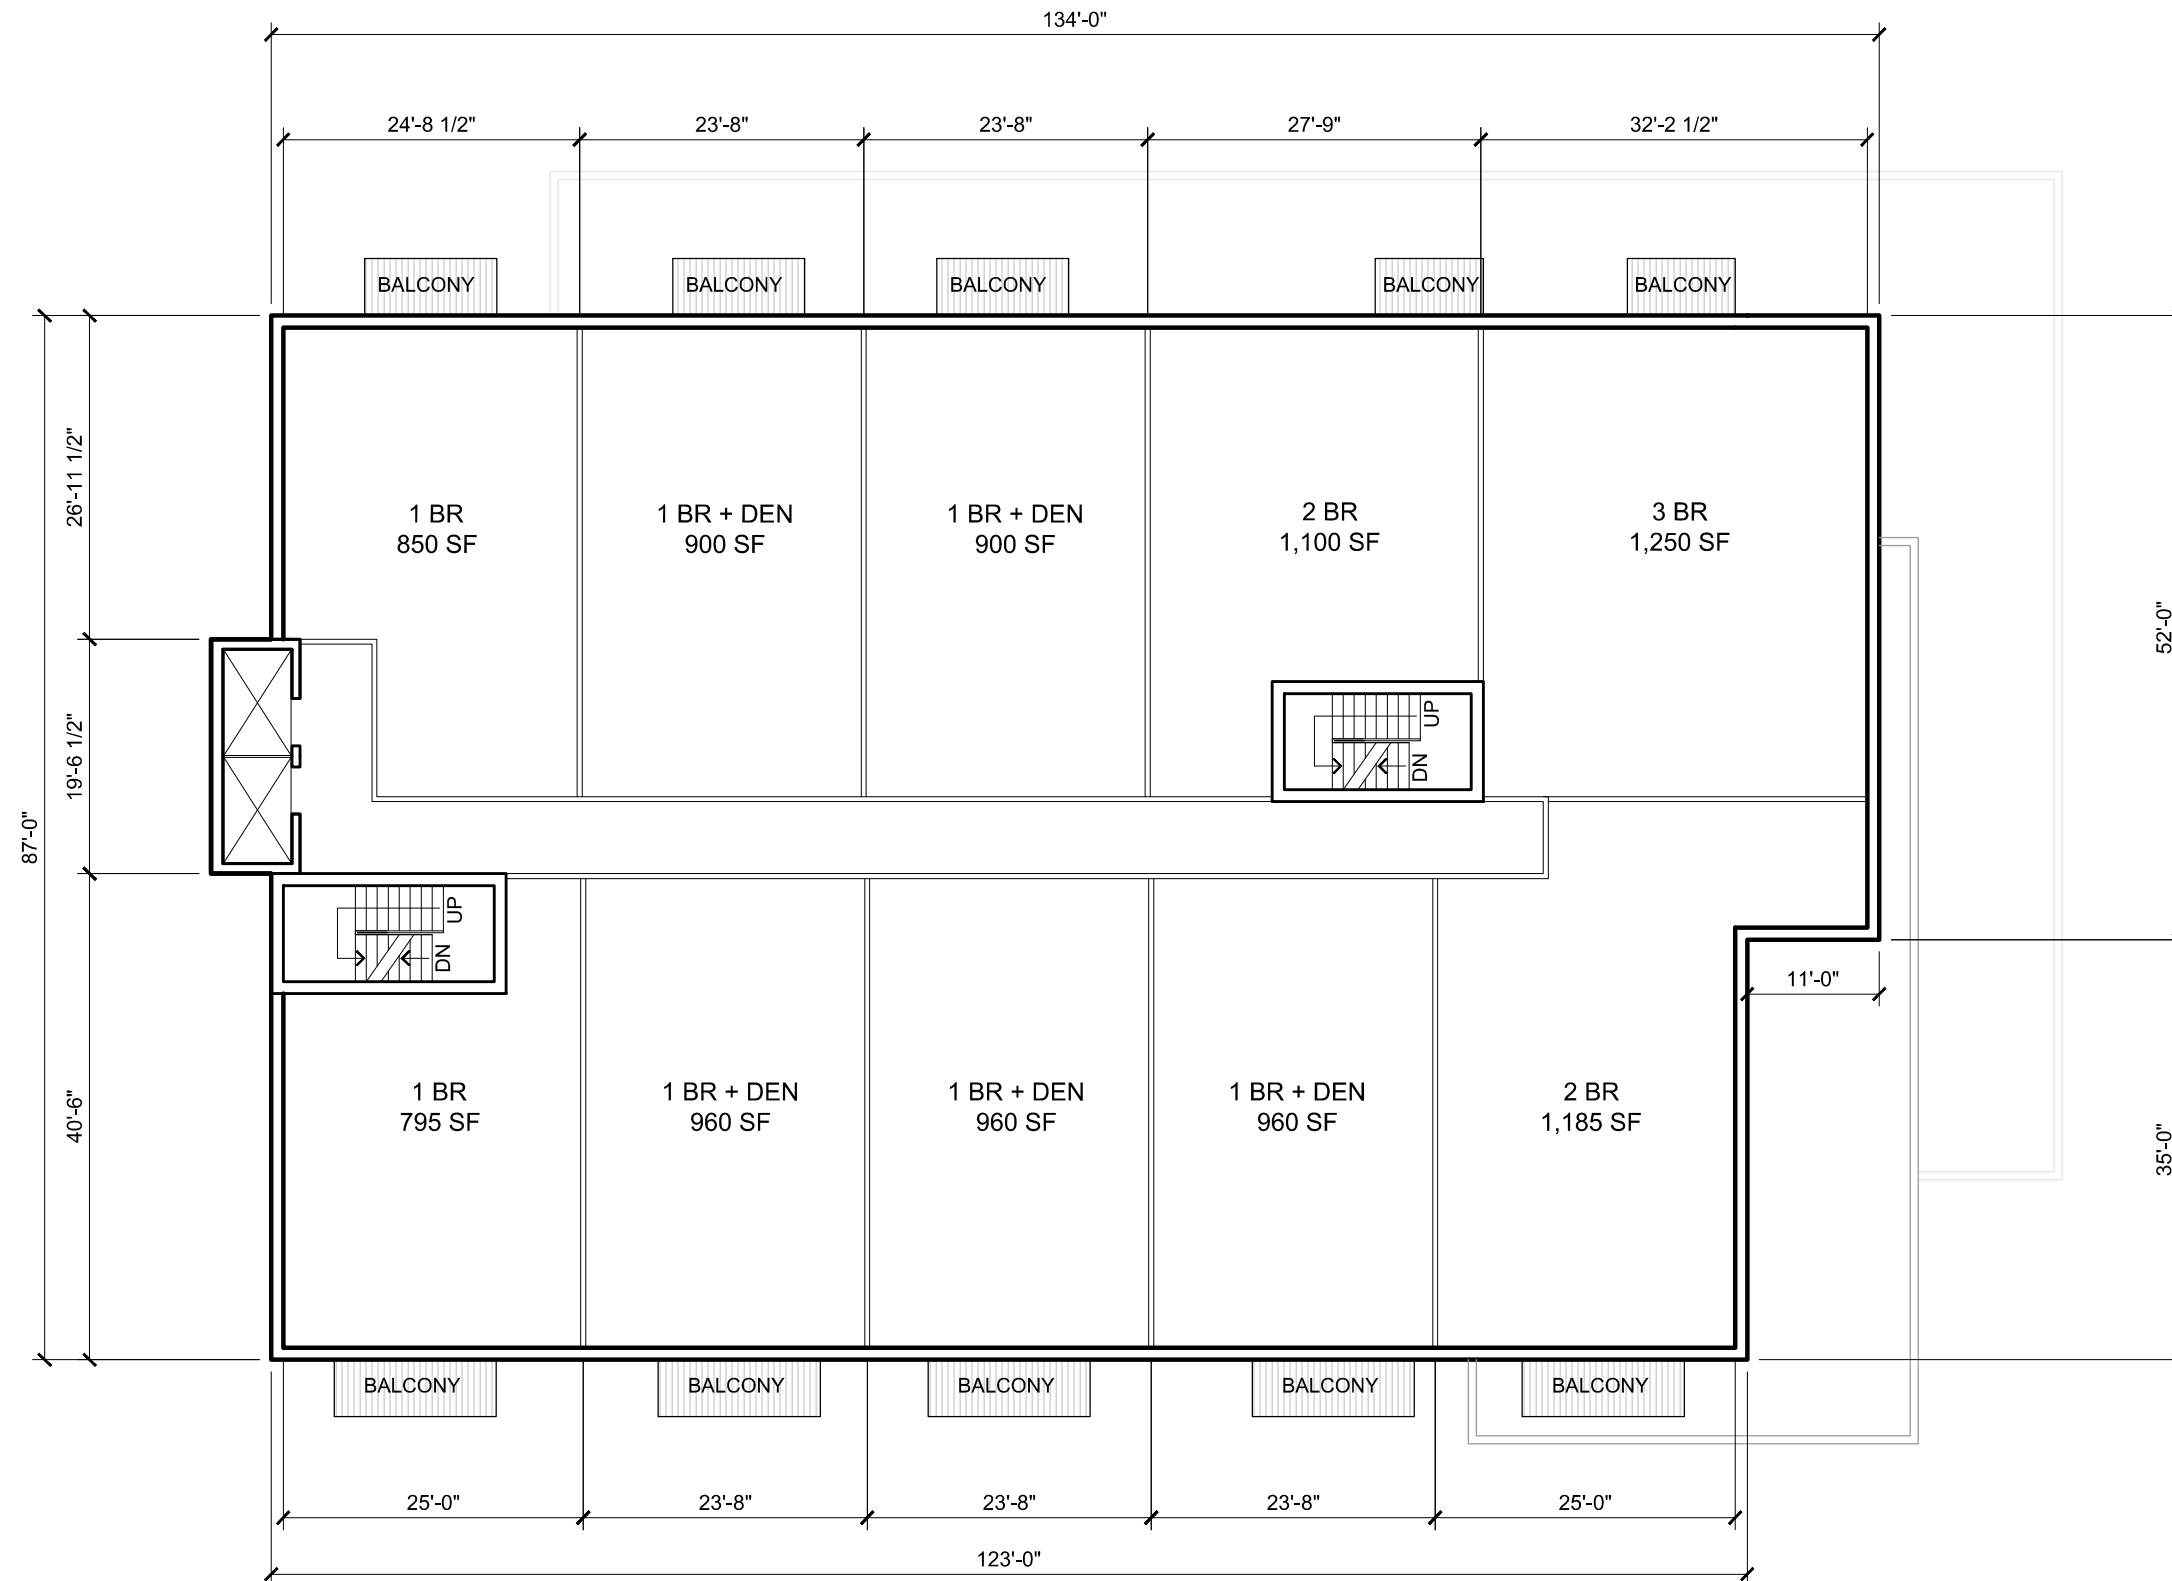 134'-0"
24'-8 1/2"
23'-8"
23'-8"
27'-9"
32'-2 1/2"
BALCONY
BALCONY
BALCONY
BALCONY
BALCONY
26'-11 1/2"
19'-6 1/2"
87'-0"
40'-6"
1 BR
850 SF
1 BR + DEN
900 SF
1 BR + DEN
900 SF
2 BR
1,100 SF
3 BR
1,250 SF
52'-0"
UP
DN
UP
DN
11'-0"
35'-0"
1 BR
795 SF
1 BR + DEN
960 SF
1 BR + DEN
960 SF
1 BR + DEN
960 SF
2 BR
1,185 SF
BALCONY
BALCONY
BALCONY
BALCONY
BALCONY
25'-0"
23'-8"
23'-8"
23'-8"
25'-0"
123'-0"